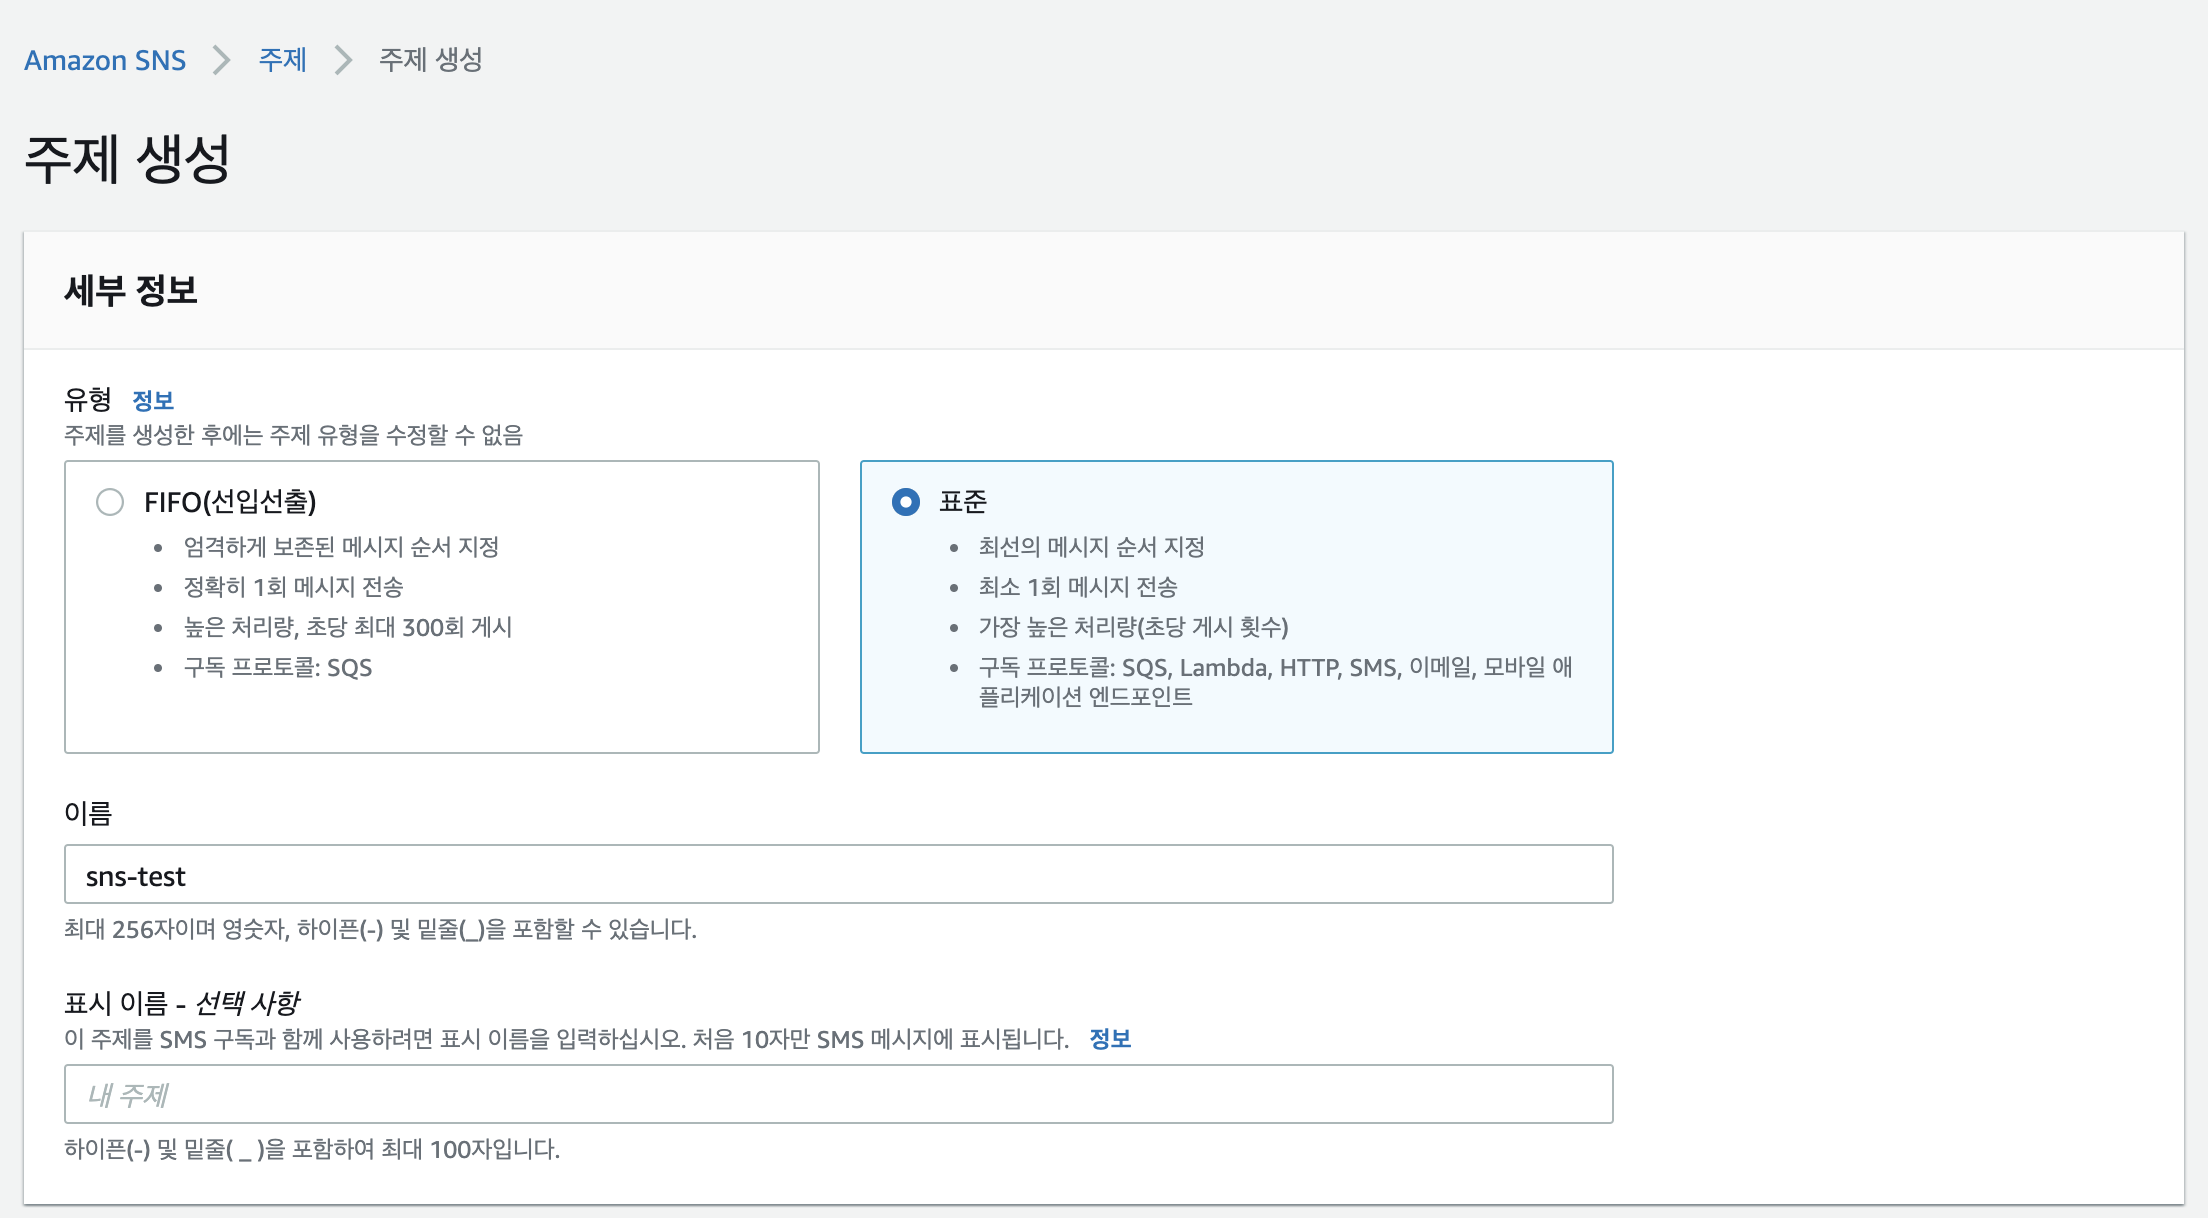 Amazon SNS > 주제 > 주제 생성
주제 생성
세부 정보
유형 정보
주제를 생성한 후에는 주제 유형을 수정할 수 없음
FIFO(선입선출)
• 엄격하게 보존된 메시지 순서 지정
• 정확히 1회 메시지 전송
• 높은 처리량, 초당 최대 300회 게시
• 구독 프로토콜: SQS
표준
• 최선의 메시지 순서 지정
• 최소 1회 메시지 전송
• 가장 높은 처리량(초당 게시 횟수)
• 구독 프로토콜: SQS, Lambda, HTTP, SMS, 이메일, 모바일 애
플리케이션 엔드포인트
이름
sns-test
최대 256자이며 영숫자, 하이픈(-) 및 밑줄(_)을 포함할 수 있습니다.
표시 이름 - 선택 사항
이 주제를 SMS 구독과 함께 사용하려면 표시 이름을 입력하십시오. 처음 10자만 SMS 메시지에 표시됩니다. 정보
내 주제
하이픈(-) 및 밑줄( _ )을 포함하여 최대 100자입니다.